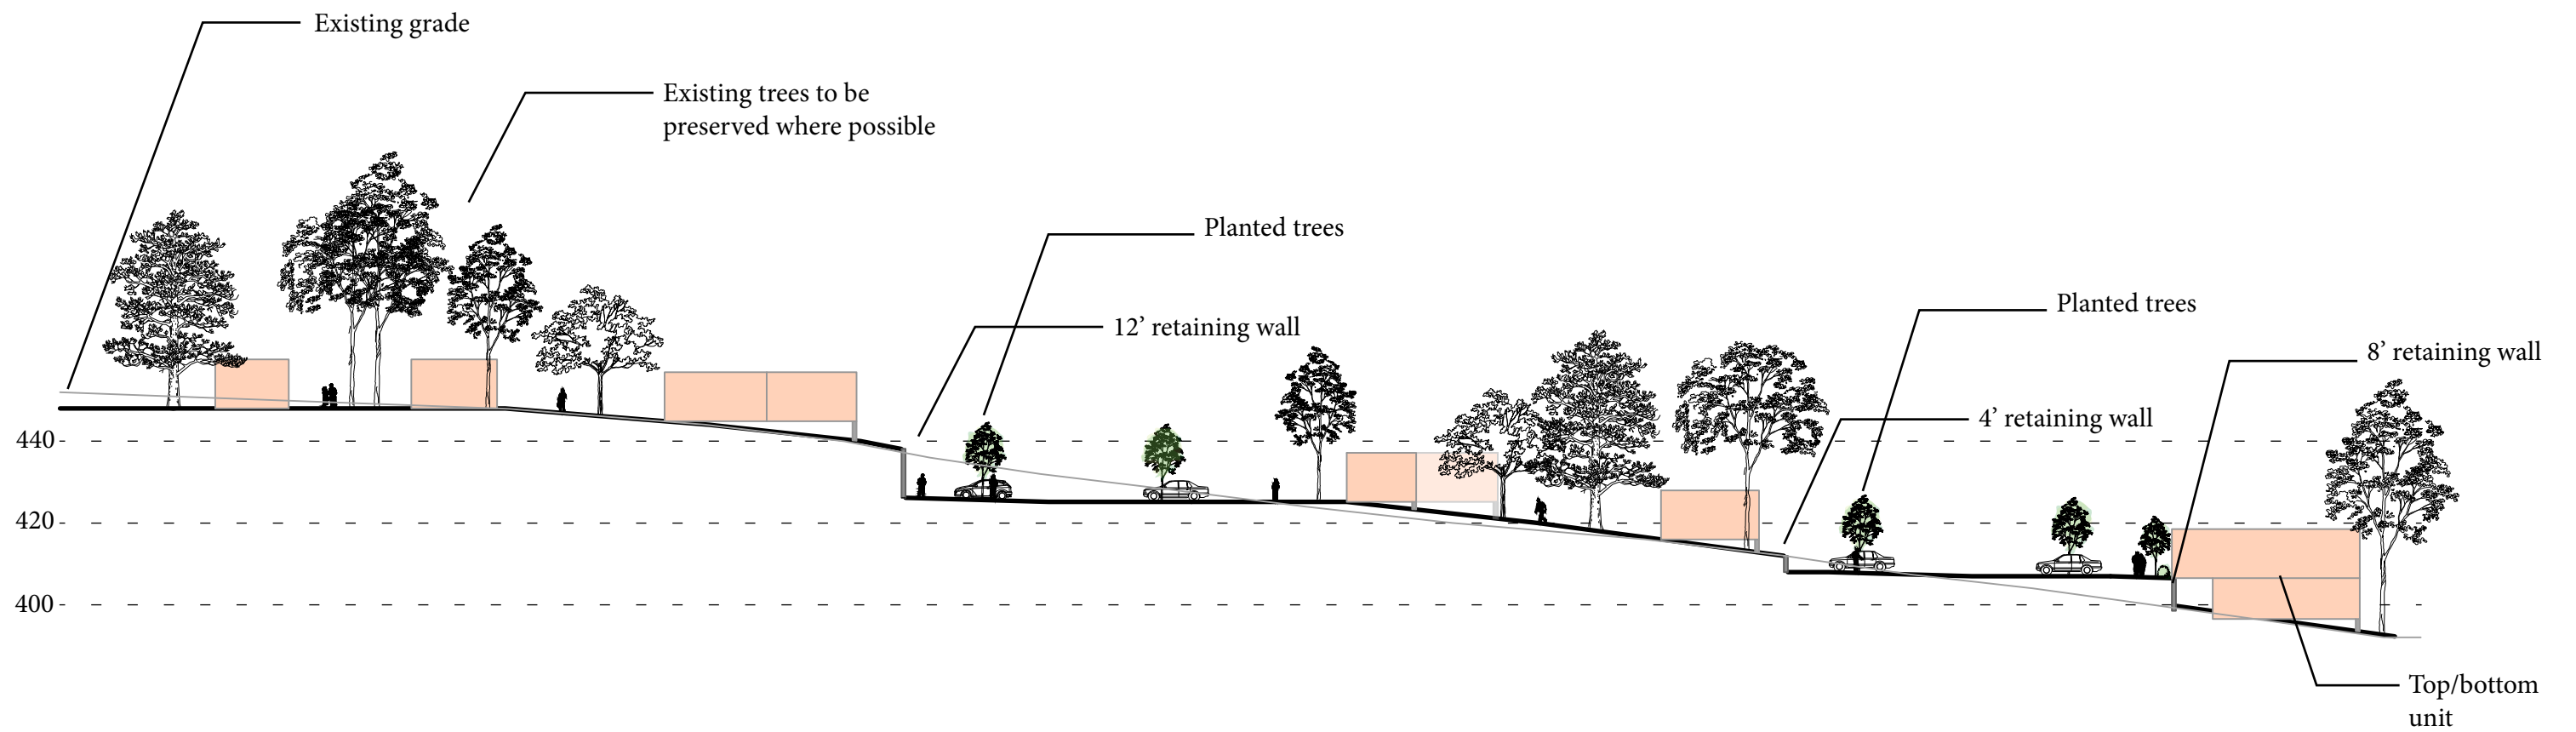 Existing grade
Existing trees to be
preserved where possible
Planted trees
12’ retaining wall
Planted trees
8’ retaining wall
4’ retaining wall
440
420
400
Top/bottom
unit